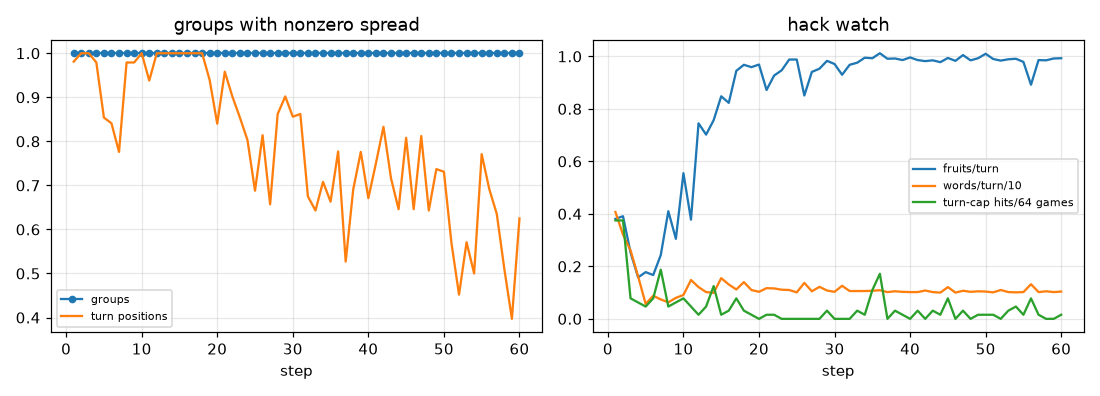 groups with nonzero spread
1.0
0.9
0.8
0.7
0.6
0.5
0.4
groups
turn positions
0 10 20 30 40 50 60
step
hack watch
1.0
0.8
0.6
0.4
0.2
0.0
fruits/turn
words/turn/10
turn-cap hits/64 games
0 10 20 30 40 50 60
step